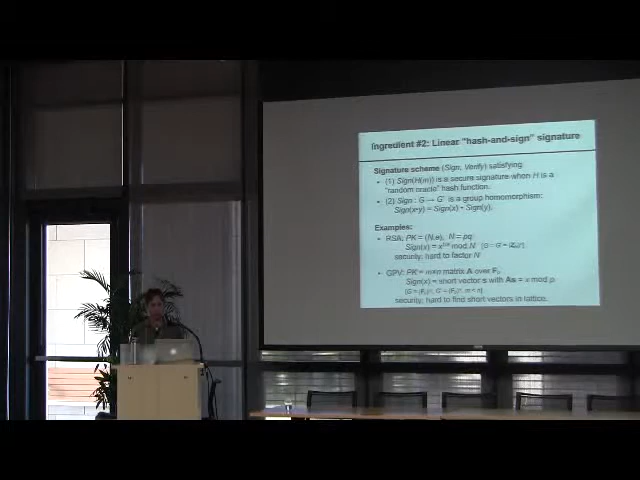 Ingredient #2: Linear "hash-and-sign" signature
Signature scheme (Sign, Verify) satisfying:
• (1) Sign(H(m)) is a secure signature when H is a
"random oracle" hash function.
• (2) Sign : G → G' is a group homomorphism:
Sign(x·y) = Sign(x) · Sign(y).
Examples:
• RSA: PK = (N,e), N = pq
Sign(x) = x mod N
security: hard to factor N
• GPV: PK = m×n matrix A over Fp
Sign(x) = short vector s with As = x mod p
security: hard to find short vectors in lattice.